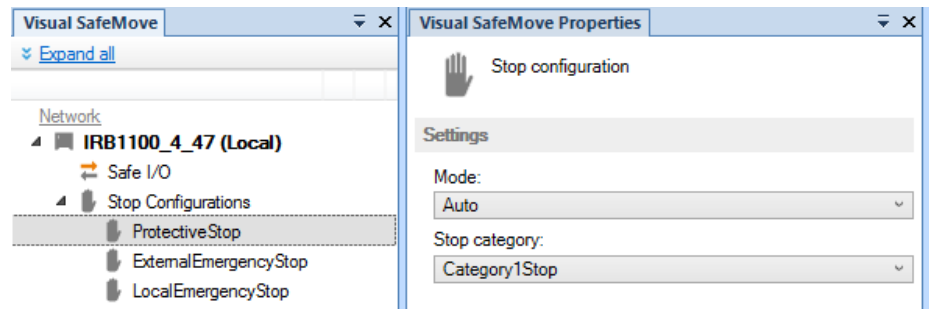 Visual SafeMove
Expand all
Network
IRB1100_4_47 (Local)
Safe I/O
Stop Configurations
ProtectiveStop
ExternalEmergencyStop
LocalEmergencyStop
Visual SafeMove Properties
Stop configuration
Settings
Mode:
Auto
Stop category:
Category1Stop